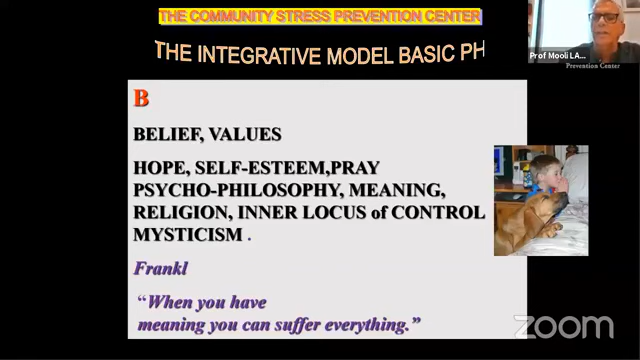 THE COMMUNITY STRESS PREVENTION CENTER
THE INTEGRATIVE MODEL BASIC PH
Prof Mooli LA...
Prevention Center
B
BELIEF, VALUES
HOPE, SELF-ESTEEM,PRAY
PSYCHO-PHILOSOPHY, MEANING,
RELIGION, INNER LOCUS of CONTROL
MYSTICISM .
Frankl
“When you have
meaning you can suffer everything.”
zoom